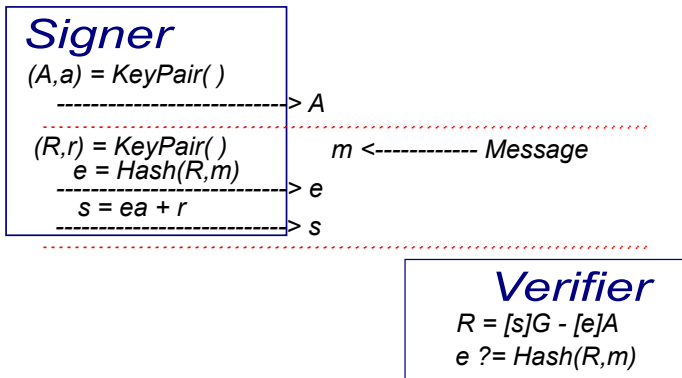 Signer
(A,a) = KeyPair( )
---------------------------> A
(R,r) = KeyPair( )     m <------------ Message
e = Hash(R,m)
---------------------------> e
s = ea + r
---------------------------> s
Verifier
R = [s]G - [e]A
e ?= Hash(R,m)